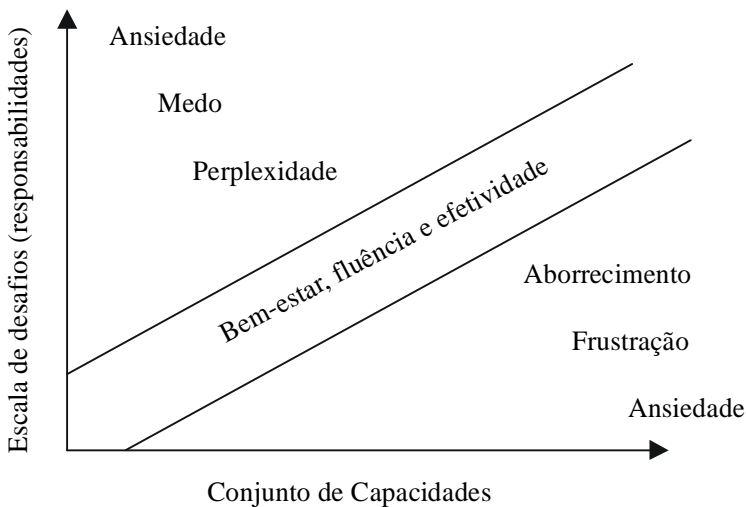 Escala de desafios (responsabilidades)
Ansiedade
Medo
Perplexidade
Bem-estar, fluência e efetividade
Aborrecimento
Frustração
Ansiedade
Conjunto de Capacidades